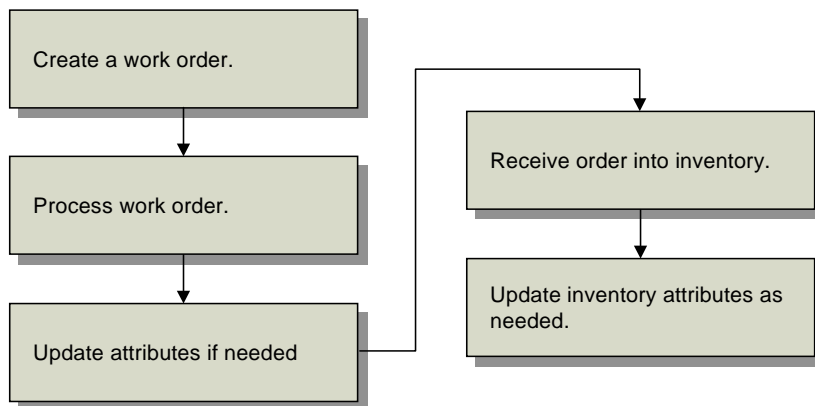 Create a work order.
Process work order.
Update attributes if needed
Receive order into inventory.
Update inventory attributes as
needed.